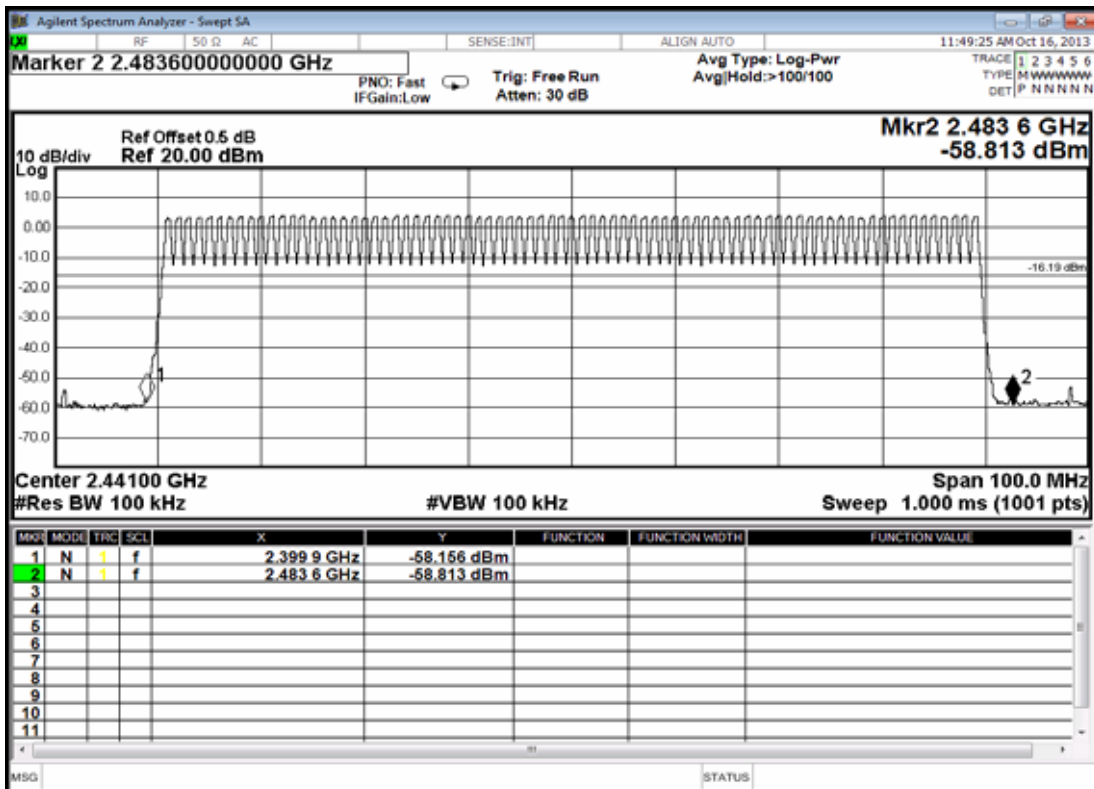 Agilent Spectrum Analyzer - Swept SA
LXI RF 50 Ω AC SENSE:INT ALIGN AUTO 11:49:25 AM Oct 16, 2013
Marker 2 2.483600000000 GHz
PNO: Fast
IFGain:Low
Trig: Free Run
Atten: 30 dB
Avg Type: Log-Pwr
Avg|Hold:>100/100
TRACE 1 2 3 4 5 6
TYPE MWWWWW
DET P N N N N N
Mkr2 2.483 6 GHz
-58.813 dBm
Ref Offset 0.5 dB
10 dB/div Ref 20.00 dBm
Log
10.0
0.00
-10.0
-16.19 dBm
-20.0
-30.0
-40.0
-50.0
1
2
-60.0
-70.0
Center 2.44100 GHz Span 100.0 MHz
#Res BW 100 kHz #VBW 100 kHz Sweep 1.000 ms (1001 pts)
MKR MODE TRC SCL X Y FUNCTION FUNCTION WIDTH FUNCTION VALUE
1 N 1 f 2.399 9 GHz -58.156 dBm
2 N 1 f 2.483 6 GHz -58.813 dBm
3
4
5
6
7
8
9
10
11
MSG STATUS